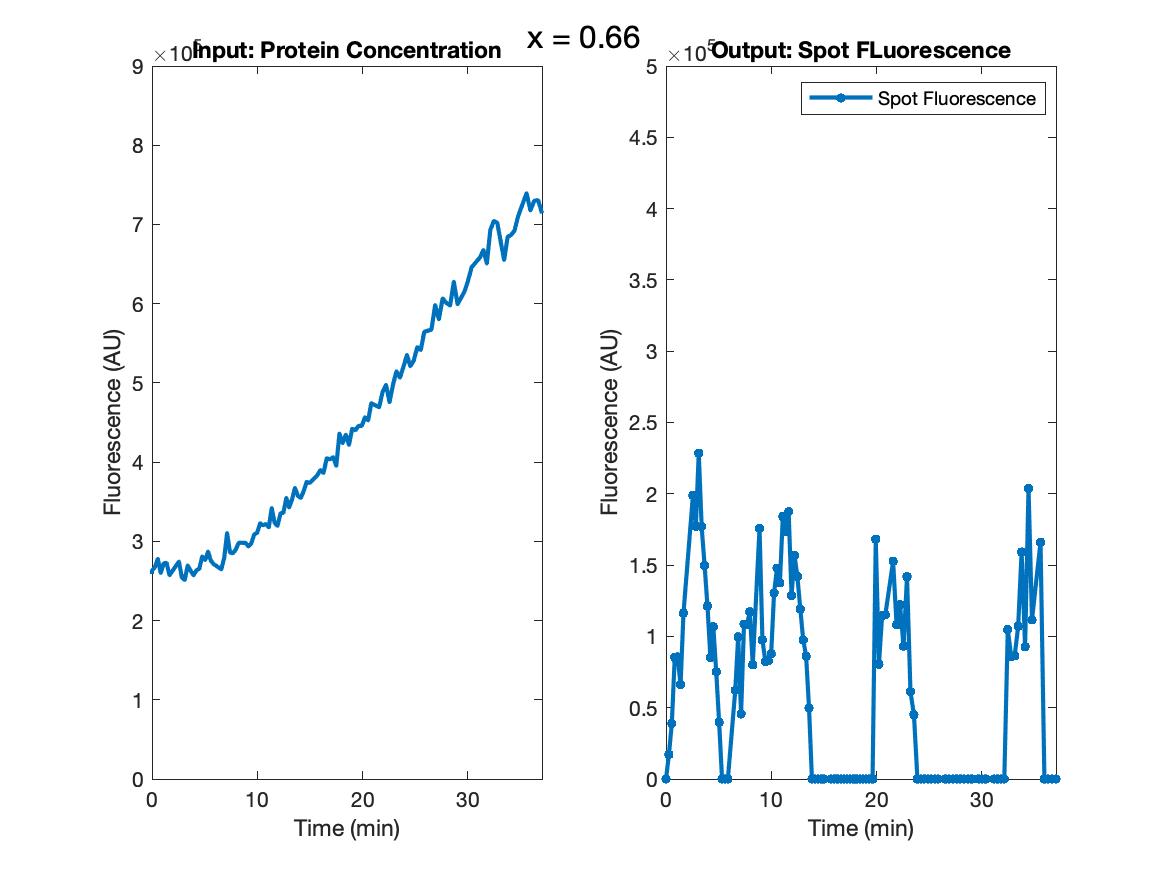 x = 0.66
×10⁵
Input: Protein Concentration
9
8
7
6
5
4
3
2
1
0
0 10 20 30
Fluorescence (AU)
Time (min)
×10⁵
Output: Spot FLuorescence
Spot Fluorescence
5
4.5
4
3.5
3
2.5
2
1.5
1
0.5
0
0 10 20 30
Fluorescence (AU)
Time (min)